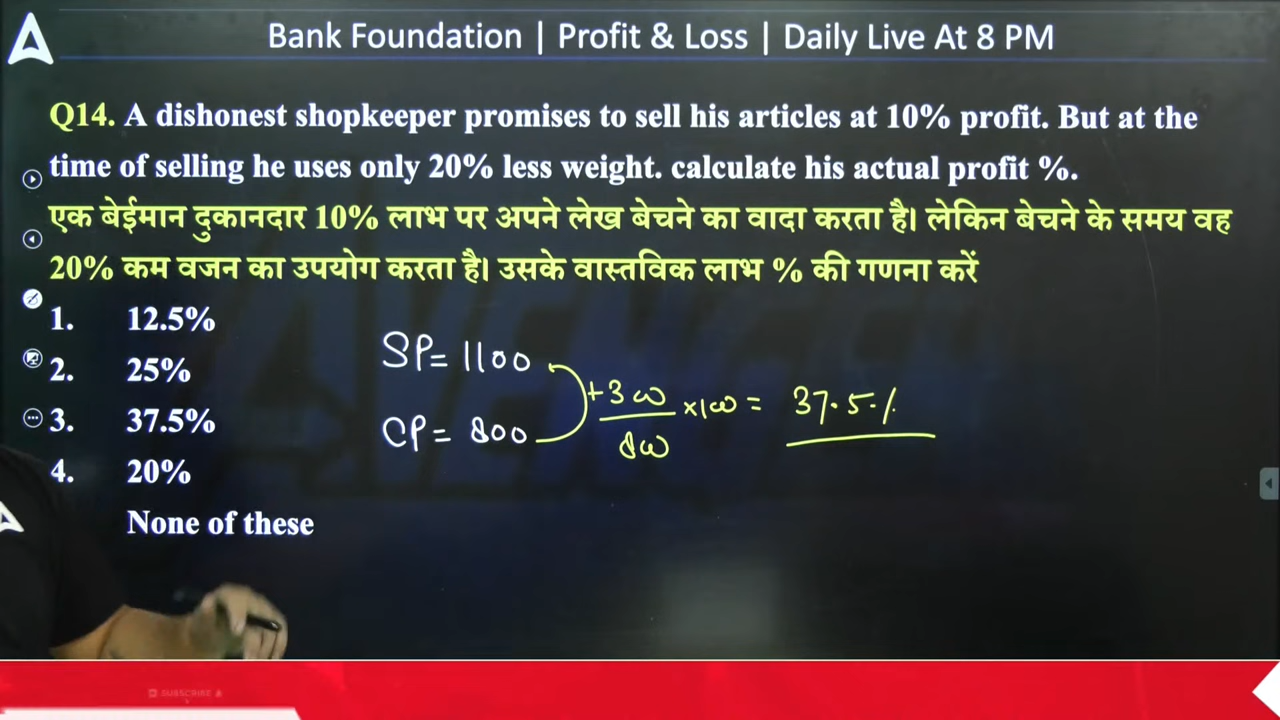 Bank Foundation | Profit & Loss | Daily Live At 8 PM
Q14. A dishonest shopkeeper promises to sell his articles at 10% profit. But at the
time of selling he uses only 20% less weight. calculate his actual profit %.
एक बेईमान दुकानदार 10% लाभ पर अपने लेख बेचने का वादा करता है। लेकिन बेचने के समय वह
20% कम वजन का उपयोग करता है। उसके वास्तविक लाभ % की गणना करें
1. 12.5%
2. 25%
3. 37.5%
4. 20%
None of these
SP= 1100
CP= 800
+300/800 ×100 = 37.5%
SUBSCRIBE